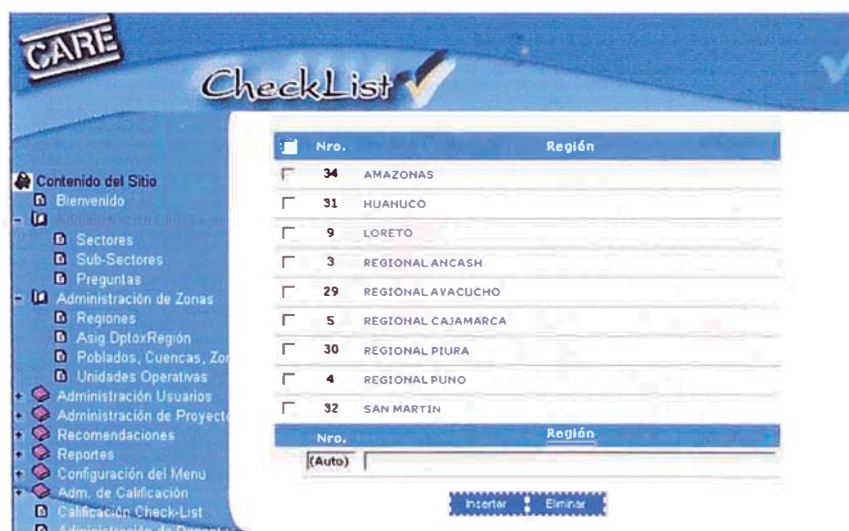 CARE
CheckList
Contenido del Sitio
Bienvenido
Sectores
Sub-Sectores
Preguntas
Administración de Zonas
Regiones
Asig.DptoxRegión
Poblados, Cuencas, Zon
Unidades Operativas
Administración Usuarios
Administración de Proyecto
Recomendaciones
Reportes
Configuración del Menu
Adm. de Calificación
Calificación Check-List
Nro. Región
34 AMAZONAS
31 HUANUCO
9 LORETO
3 REGIONAL ANCASH
29 REGIONAL AYACUCHO
5 REGIONAL CAJAMARCA
30 REGIONAL PIURA
4 REGIONAL PUNO
32 SAN MARTIN
Nro. Región
(Auto)
Insertar Eliminar